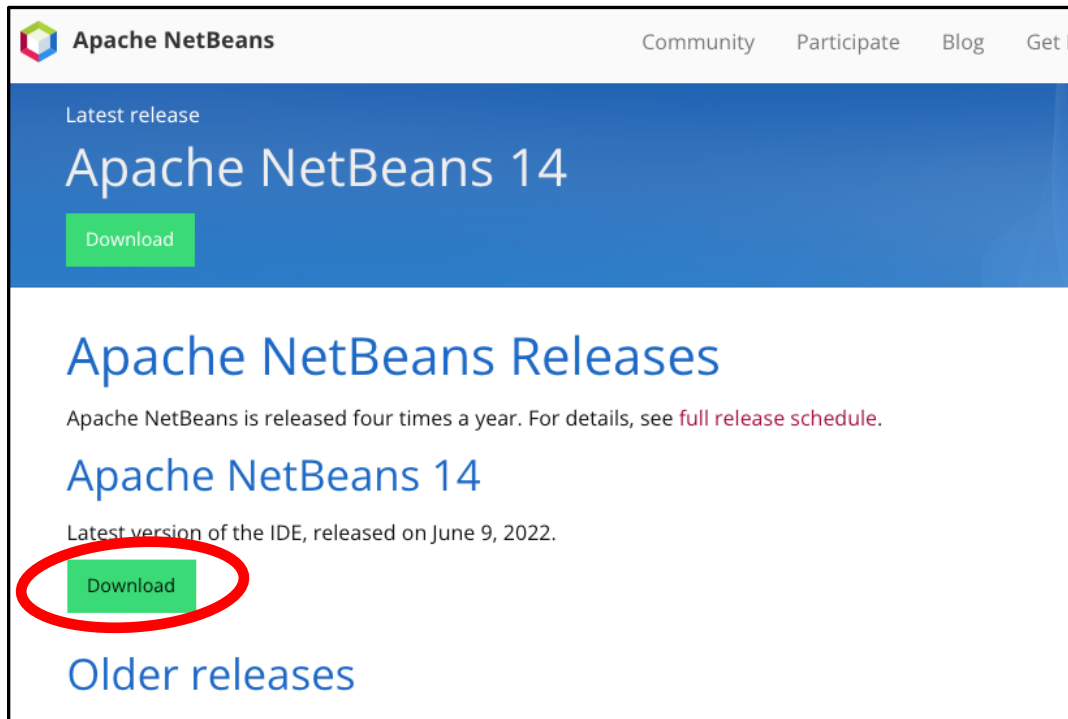 Apache NetBeans
Community Participate Blog Get
Latest release
Apache NetBeans 14
Download
Apache NetBeans Releases
Apache NetBeans is released four times a year. For details, see full release schedule.
Apache NetBeans 14
Latest version of the IDE, released on June 9, 2022.
Download
Older releases